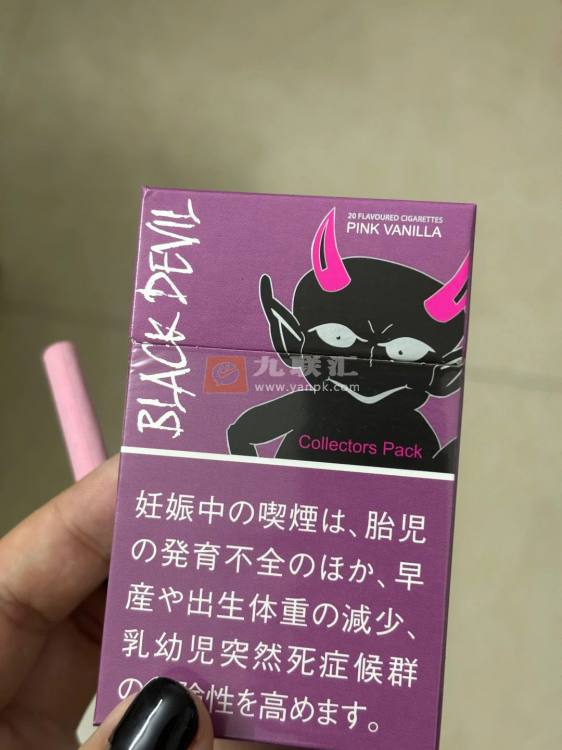 BLACK DEVIL
20 FLAVOURED CIGARETTES
PINK VANILLA
九联汇
www.yanpk.com
Collectors Pack
妊娠中の喫煙は、胎児
の発育不全のほか、早
産や出生体重の減少、
乳幼児突然死症候群
の険性を高めます。